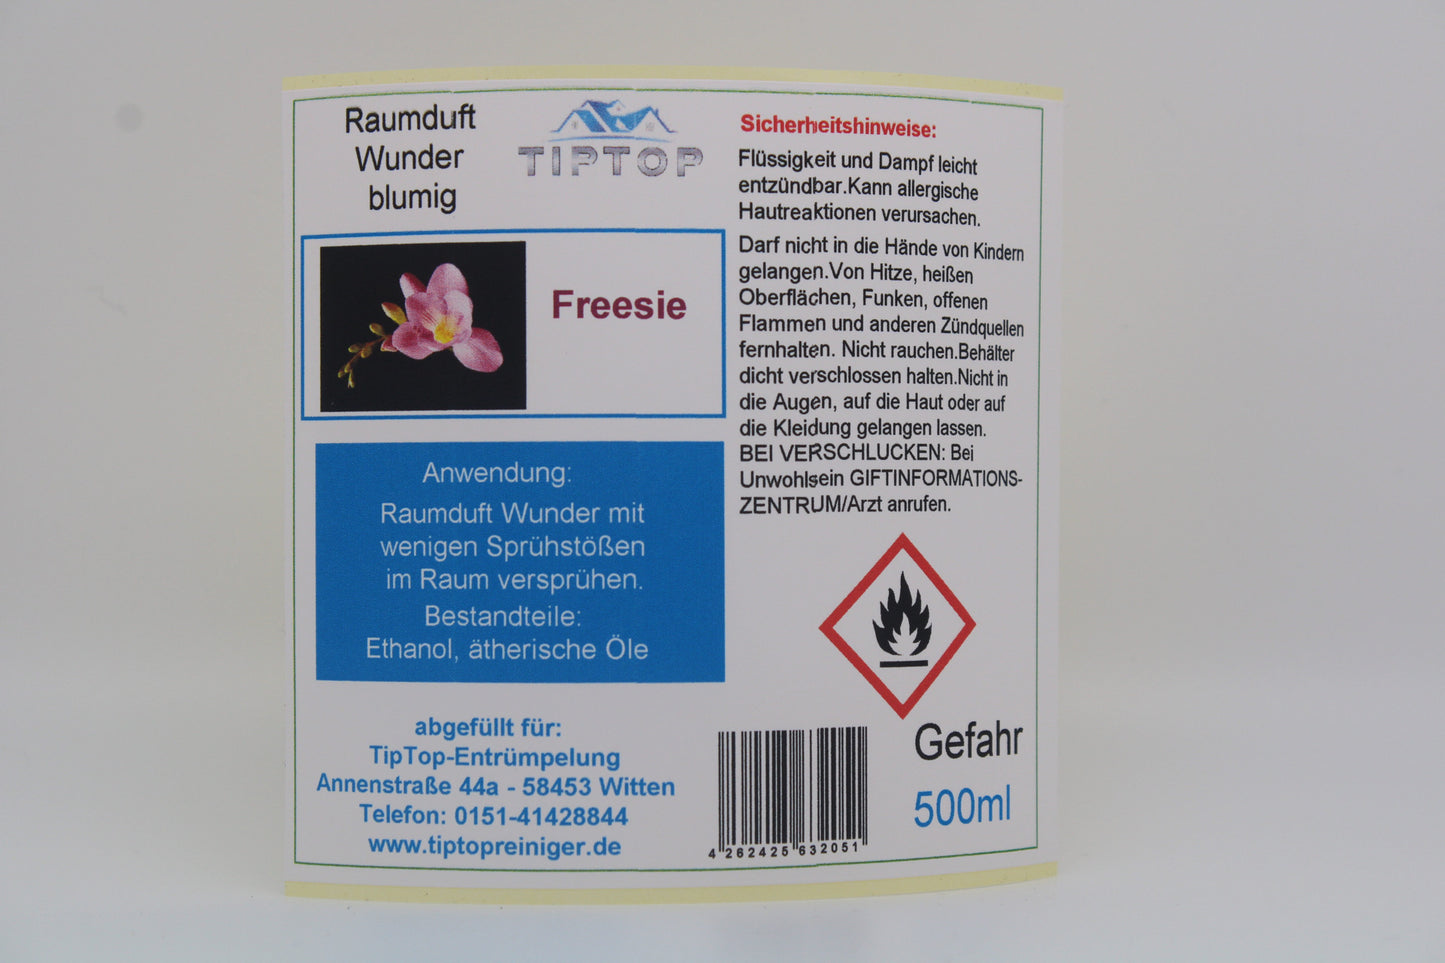 Raumduft
Wunder
blumig
TIPTOP
Freesie
Anwendung:
Raumduft Wunder mit
wenigen Sprühstößen
im Raum versprühen.
Bestandteile:
Ethanol, ätherische Öle
abgefüllt für:
TipTop-Entrümpelung
Annenstraße 44a - 58453 Witten
Telefon: 0151-41428844
www.tiptopreiniger.de
Sicherheitshinweise:
Flüssigkeit und Dampf leicht
entzündbar.Kann allergische
Hautreaktionen verursachen.
Darf nicht in die Hände von Kindern
gelangen.Von Hitze, heißen
Oberflächen, Funken, offenen
Flammen und anderen Zündquellen
fernhalten. Nicht rauchen.Behälter
dicht verschlossen halten.Nicht in
die Augen, auf die Haut oder auf
die Kleidung gelangen lassen.
BEI VERSCHLUCKEN: Bei
Unwohlsein GIFTINFORMATIONS-
ZENTRUM/Arzt anrufen.
Gefahr
500ml
4 262425 632051